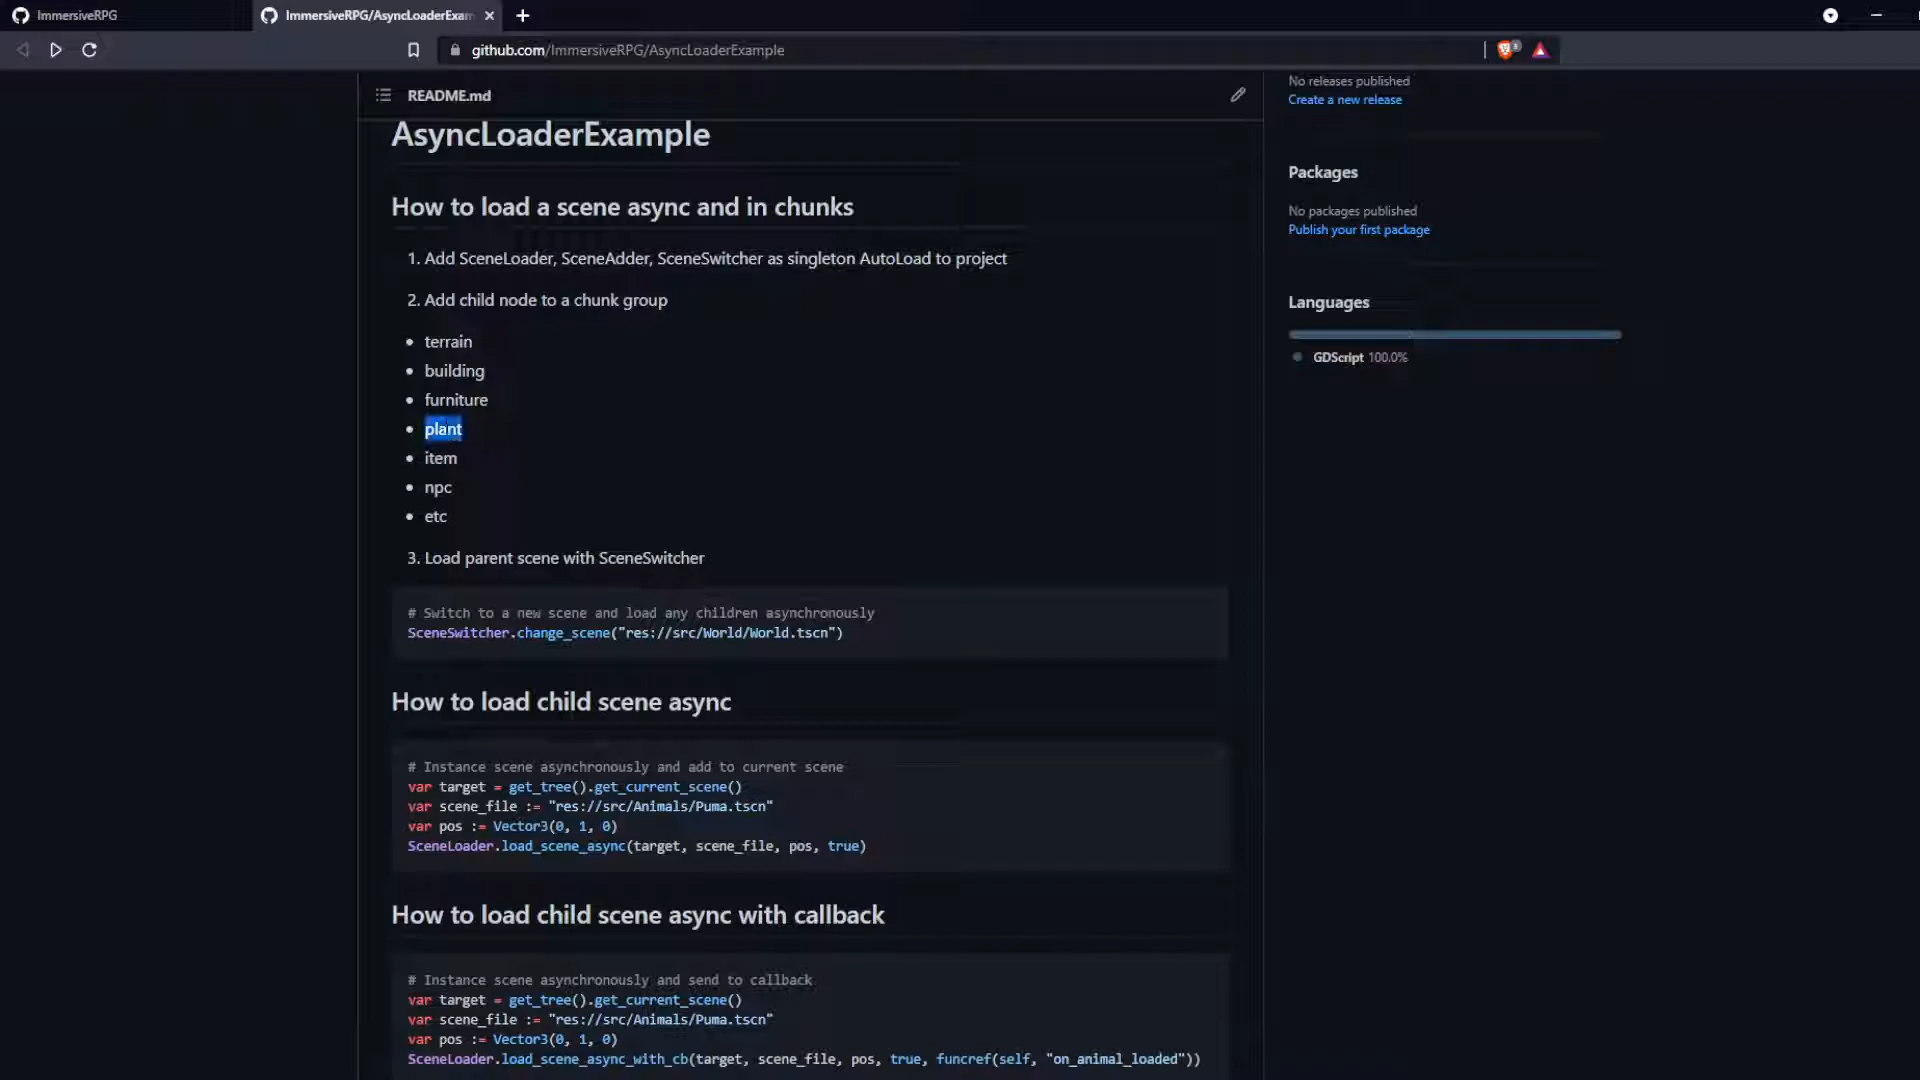 ImmersiveRPG
ImmersiveRPG/AsyncLoaderExam
github.com/ImmersiveRPG/AsyncLoaderExample
README.md
AsyncLoaderExample
How to load a scene async and in chunks
1. Add SceneLoader, SceneAdder, SceneSwitcher as singleton AutoLoad to project
2. Add child node to a chunk group
terrain
building
furniture
plant
item
npc
etc
3. Load parent scene with SceneSwitcher
# Switch to a new scene and load any children asynchronously
SceneSwitcher.change_scene("res://src/World/World.tscn")
How to load child scene async
# Instance scene asynchronously and add to current scene
var target = get_tree().get_current_scene()
var scene_file := "res://src/Animals/Puma.tscn"
var pos := Vector3(0, 1, 0)
SceneLoader.load_scene_async(target, scene_file, pos, true)
How to load child scene async with callback
# Instance scene asynchronously and send to callback
var target = get_tree().get_current_scene()
var scene_file := "res://src/Animals/Puma.tscn"
var pos := Vector3(0, 1, 0)
SceneLoader.load_scene_async_with_cb(target, scene_file, pos, true, funcref(self, "on_animal_loaded"))
No releases published
Create a new release
Packages
No packages published
Publish your first package
Languages
GDScript 100.0%